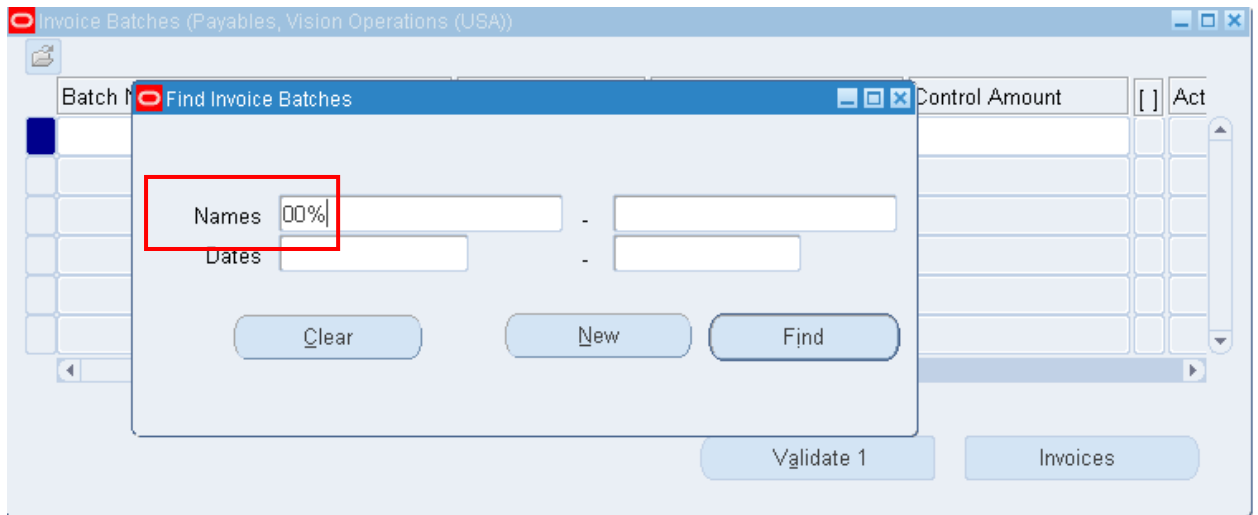 Invoice Batches (Payables, Vision Operations (USA))
Batch Control Amount [ ] Act
Find Invoice Batches
Names 00% -
Dates -
Clear New Find
Validate 1 Invoices